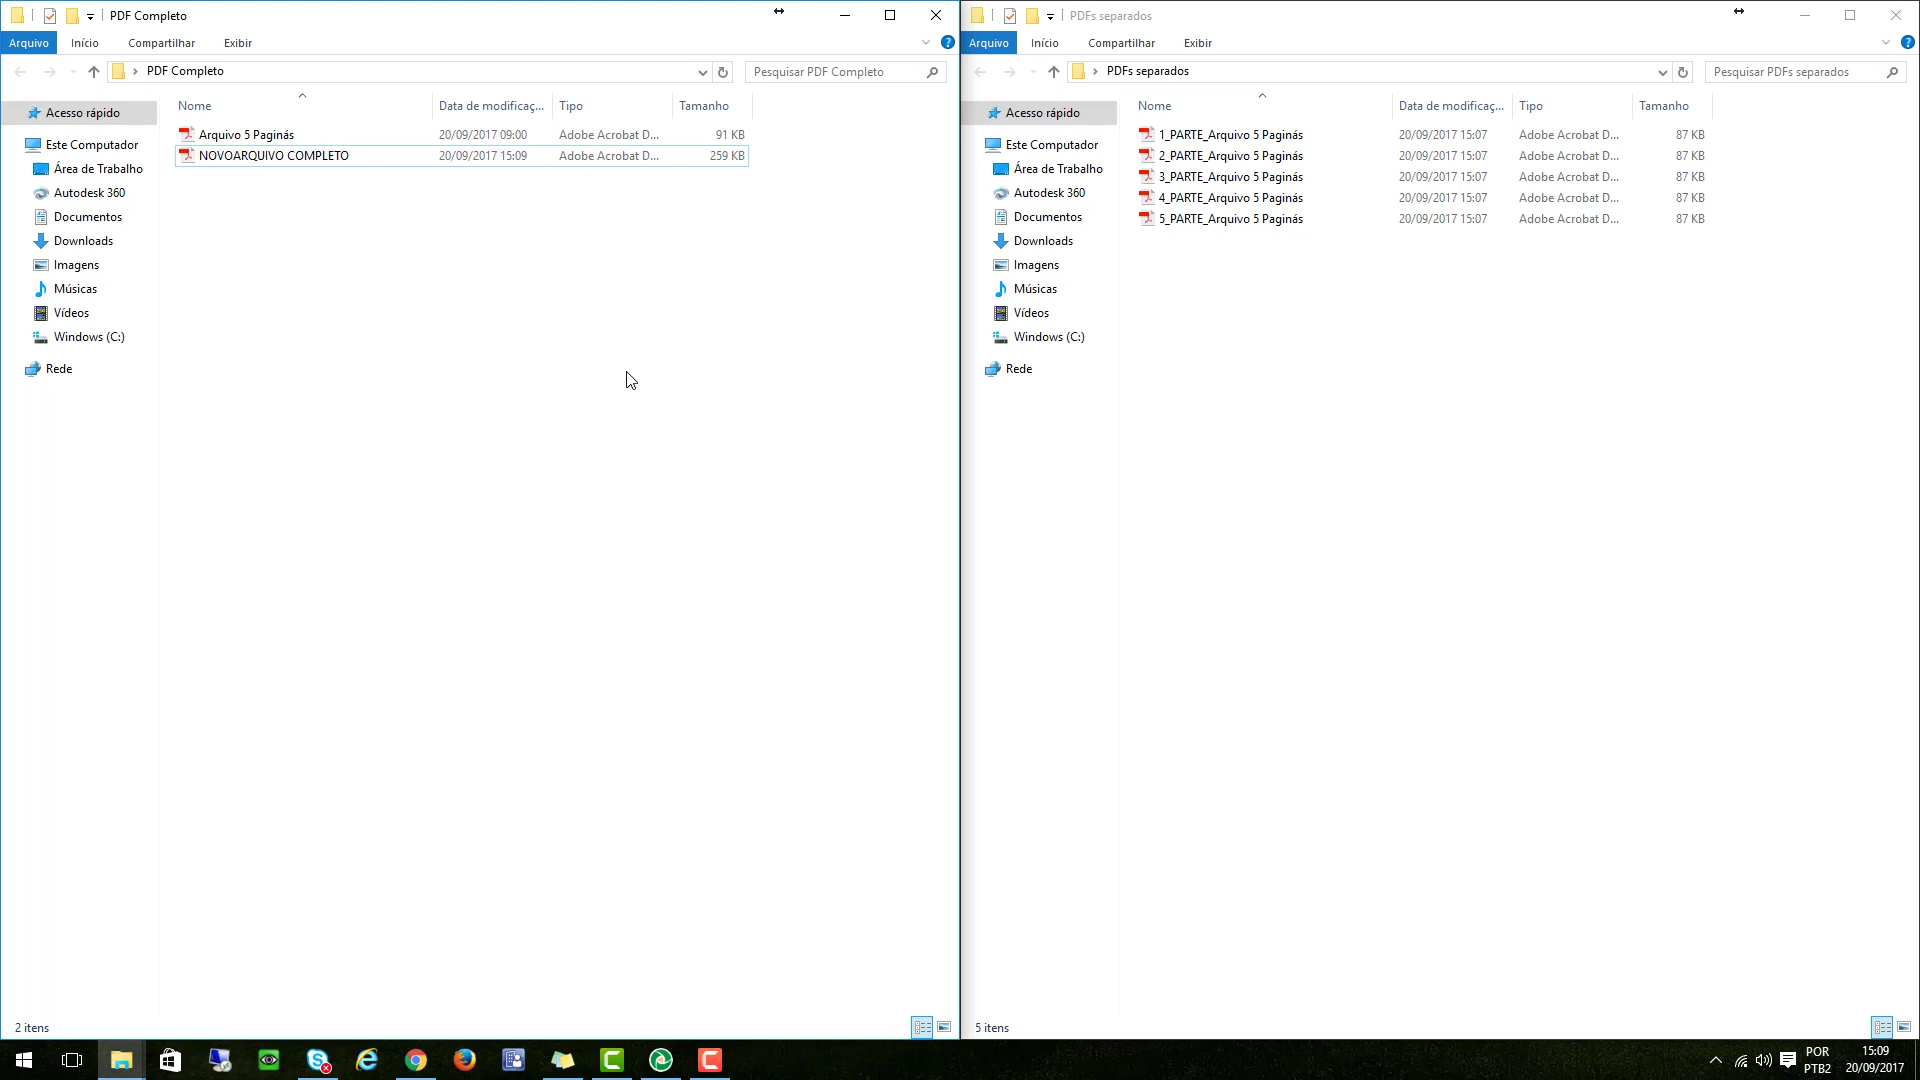 PDF Completo
Arquivo Início Compartilhar Exibir
PDF Completo
Pesquisar PDF Completo
Acesso rápido
Este Computador
Área de Trabalho
Autodesk 360
Documentos
Downloads
Imagens
Músicas
Vídeos
Windows (C:)
Rede
Nome Data de modificaç... Tipo Tamanho
Arquivo 5 Paginás 20/09/2017 09:00 Adobe Acrobat D... 91 KB
NOVOARQUIVO COMPLETO 20/09/2017 15:09 Adobe Acrobat D... 259 KB
2 itens
PDFs separados
Arquivo Início Compartilhar Exibir
PDFs separados
Pesquisar PDFs separados
Acesso rápido
Este Computador
Área de Trabalho
Autodesk 360
Documentos
Downloads
Imagens
Músicas
Vídeos
Windows (C:)
Rede
Nome Data de modificaç... Tipo Tamanho
1_PARTE_Arquivo 5 Paginás 20/09/2017 15:07 Adobe Acrobat D... 87 KB
2_PARTE_Arquivo 5 Paginás 20/09/2017 15:07 Adobe Acrobat D... 87 KB
3_PARTE_Arquivo 5 Paginás 20/09/2017 15:07 Adobe Acrobat D... 87 KB
4_PARTE_Arquivo 5 Paginás 20/09/2017 15:07 Adobe Acrobat D... 87 KB
5_PARTE_Arquivo 5 Paginás 20/09/2017 15:07 Adobe Acrobat D... 87 KB
5 itens
POR 15:09
PTB2 20/09/2017